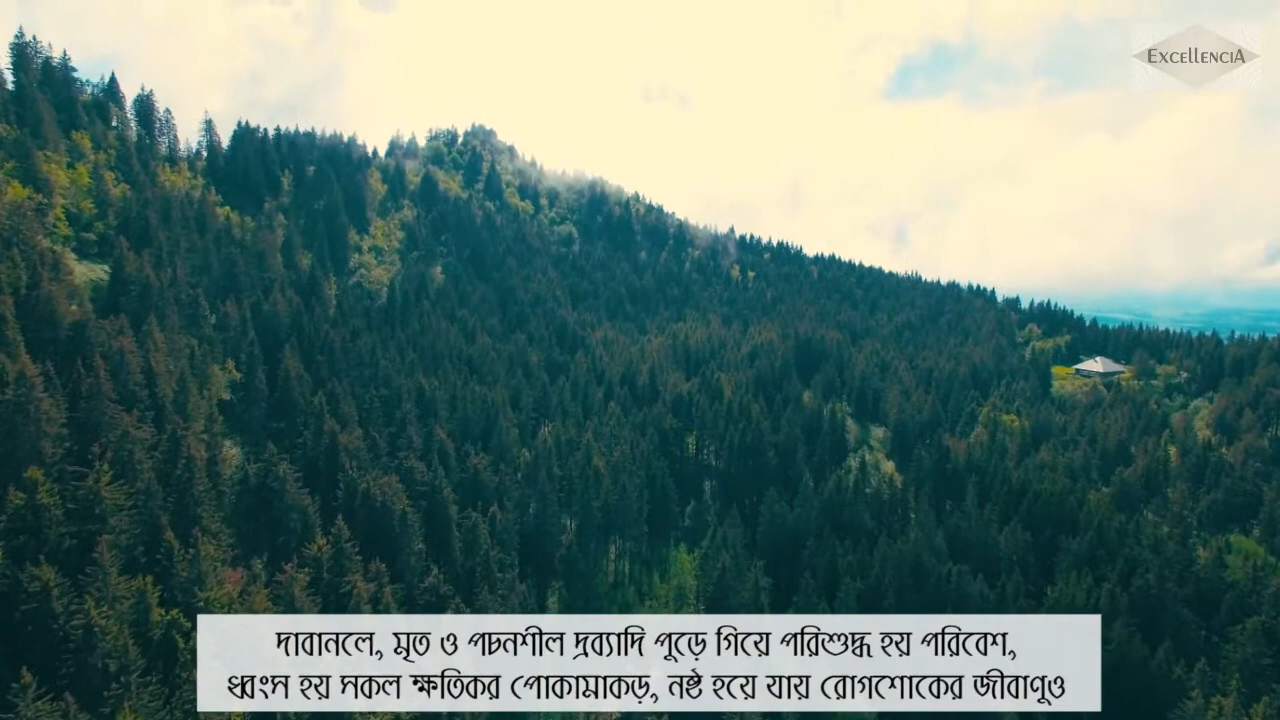 ExcellenciA
দাবানলে, মৃত ও পচনশীল দ্রব্যাদি পুড়ে গিয়ে পরিশুদ্ধ হয় পরিবেশ,
ধ্বংস হয় সকল ক্ষতিকর পোকামাকড়, নষ্ট হয়ে যায় রোগশোকের জীবাণুও